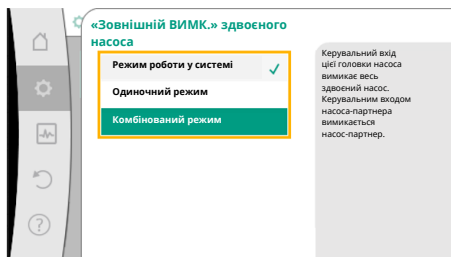 «Зовнішній ВИМК.» здвоєного
насоса
Режим роботи у системі
Одиночний режим
Комбінований режим
Керувальний вхід
цієї головки насоса
вимикає весь
здвоєний насос.
Керувальним входом
насоса-партнера
вимикається
насос-партнер.